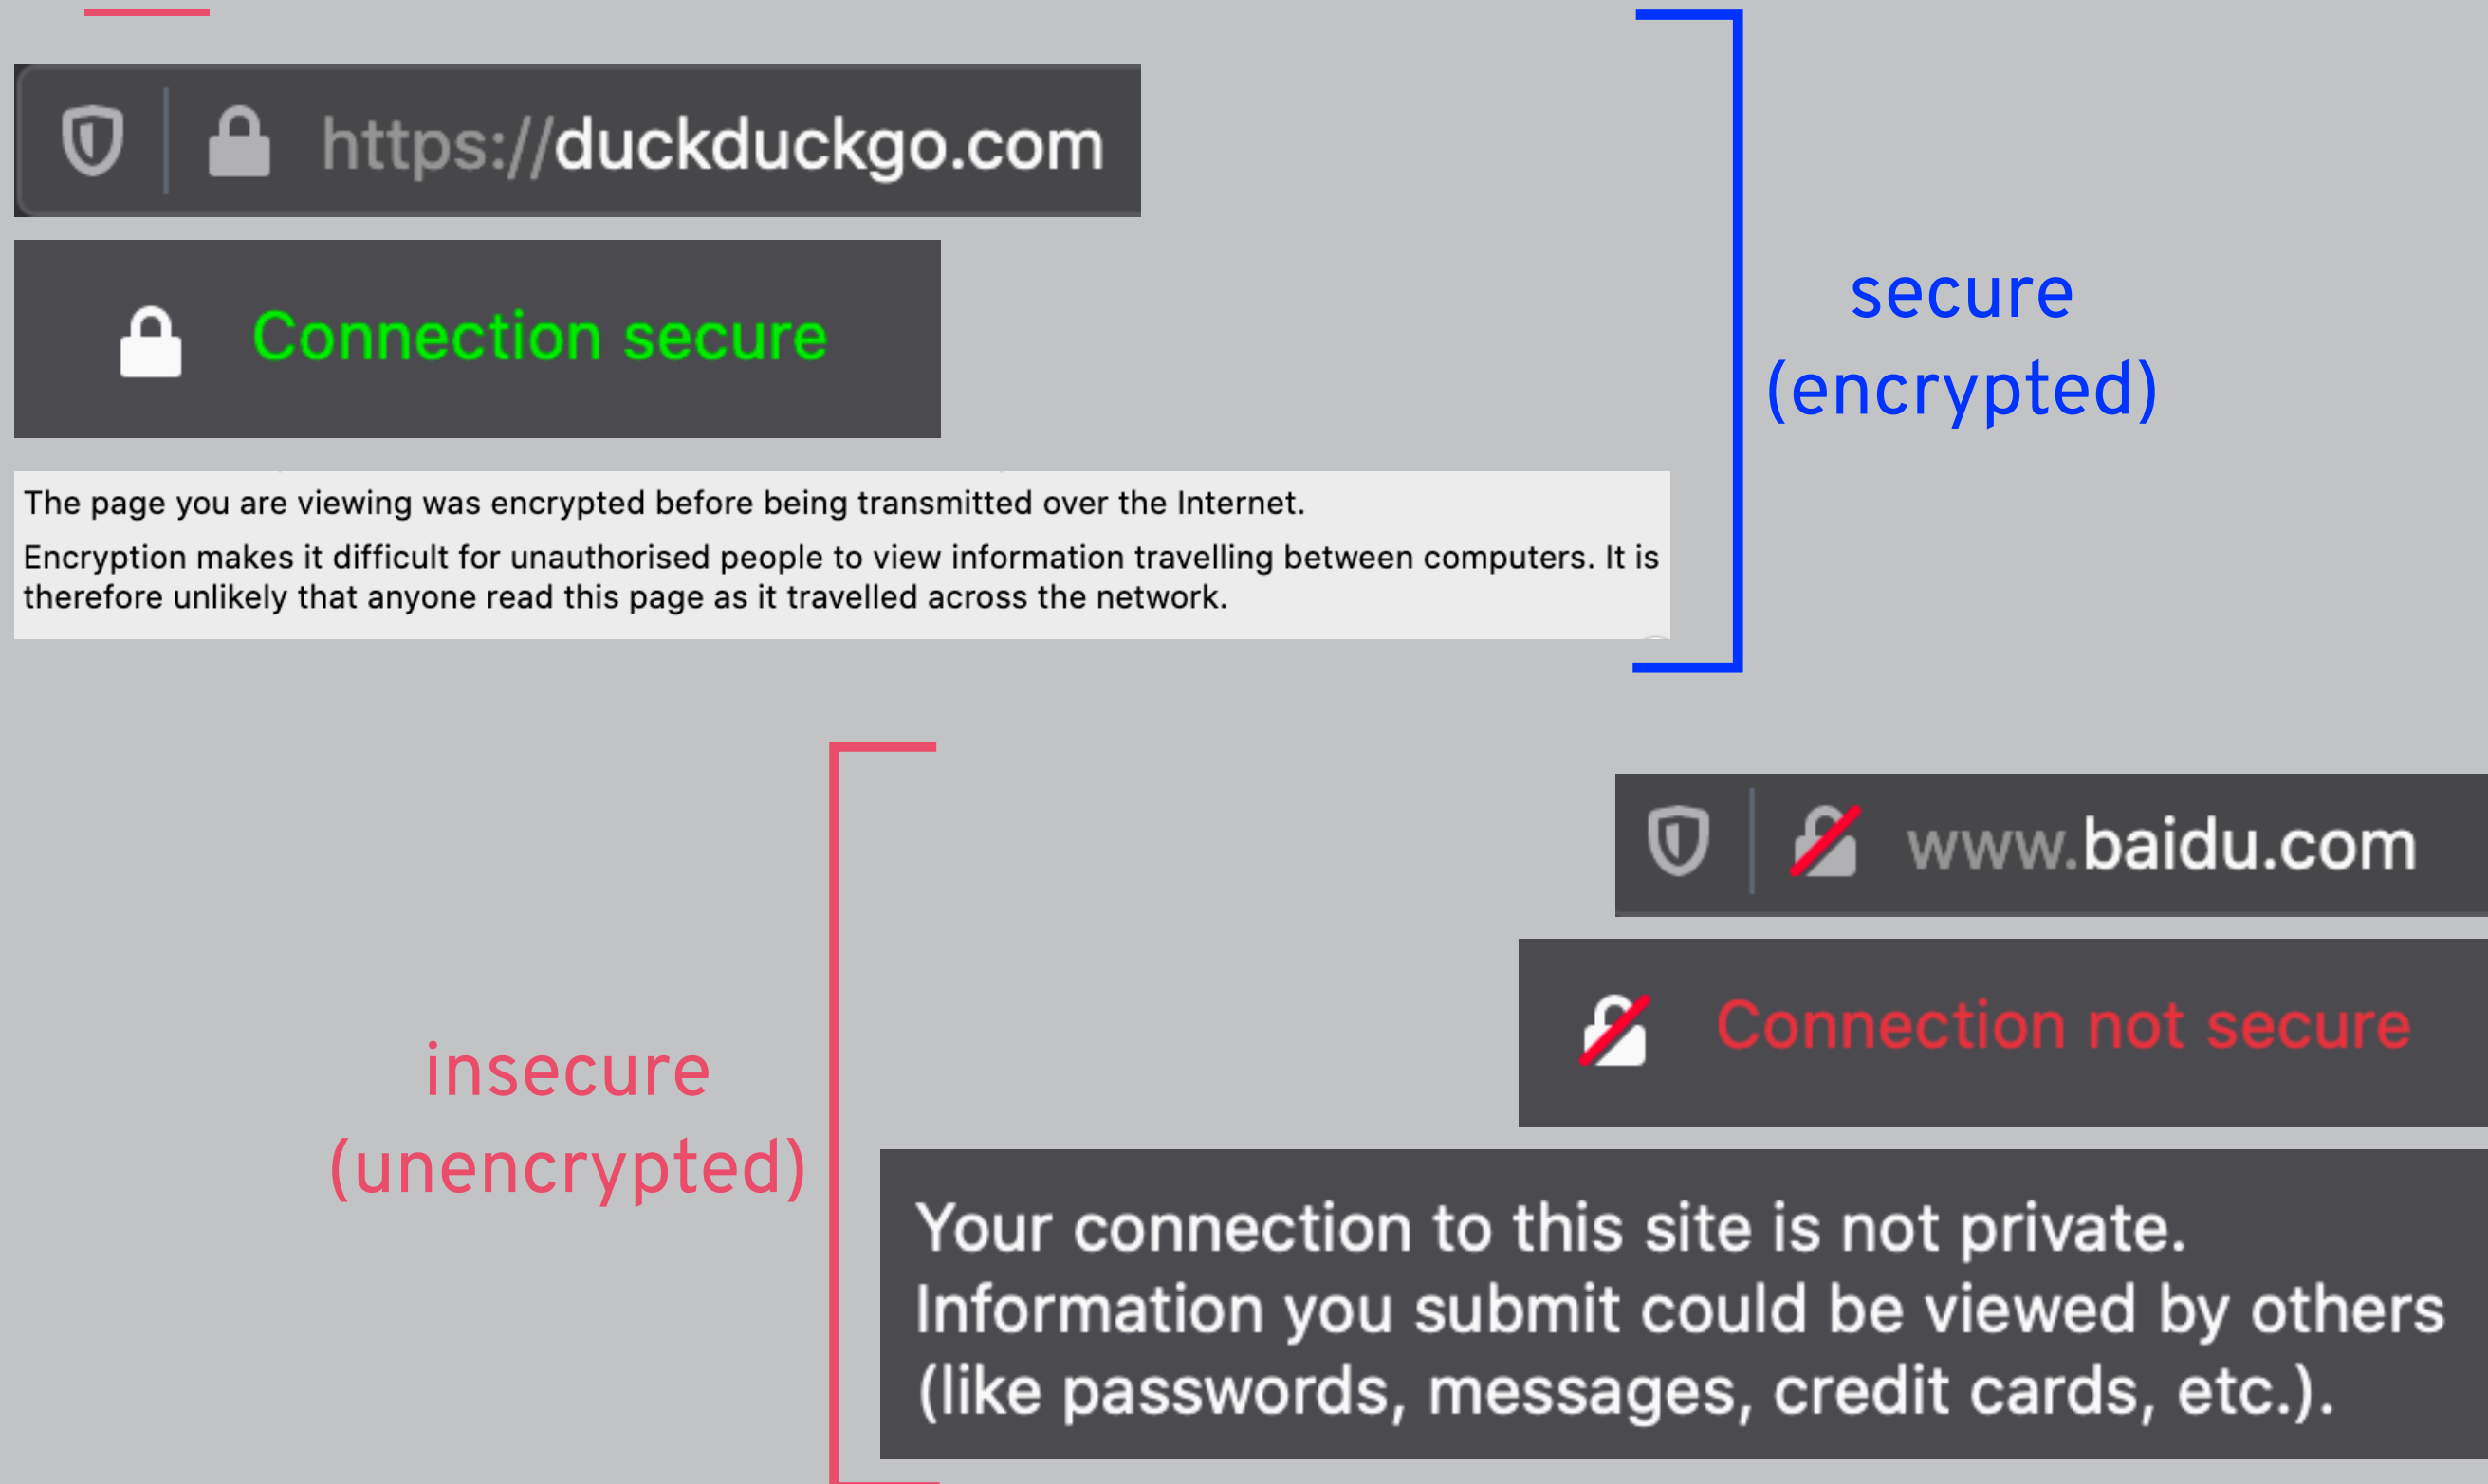 https://duckduckgo.com
Connection secure
secure
(encrypted)
The page you are viewing was encrypted before being transmitted over the Internet.
Encryption makes it difficult for unauthorised people to view information travelling between computers. It is
therefore unlikely that anyone read this page as it travelled across the network.
www.baidu.com
Connection not secure
insecure
(unencrypted)
Your connection to this site is not private.
Information you submit could be viewed by others
(like passwords, messages, credit cards, etc.).